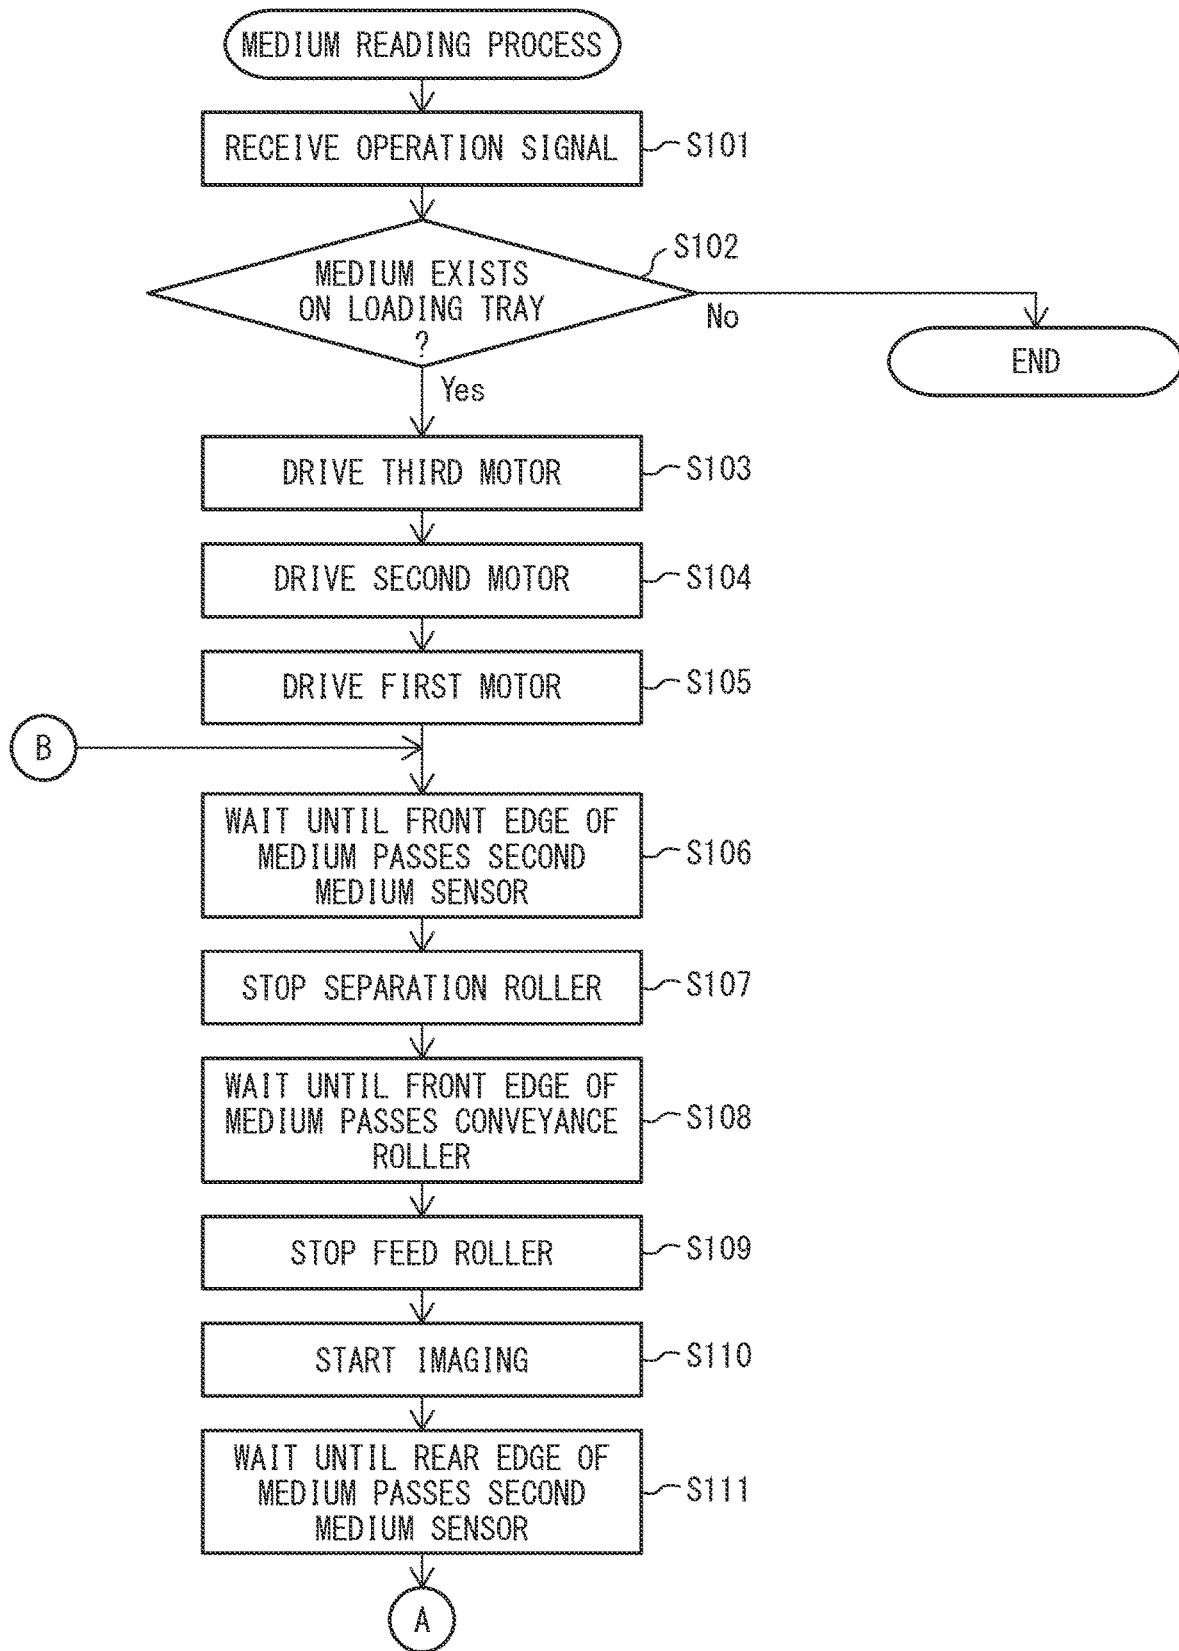 MEDIUM READING PROCESS
RECEIVE OPERATION SIGNAL
S101
MEDIUM EXISTS
ON LOADING TRAY
?
S102
No
END
Yes
DRIVE THIRD MOTOR
S103
DRIVE SECOND MOTOR
S104
DRIVE FIRST MOTOR
S105
B
WAIT UNTIL FRONT EDGE OF
MEDIUM PASSES SECOND
MEDIUM SENSOR
S106
STOP SEPARATION ROLLER
S107
WAIT UNTIL FRONT EDGE OF
MEDIUM PASSES CONVEYANCE
ROLLER
S108
STOP FEED ROLLER
S109
START IMAGING
S110
WAIT UNTIL REAR EDGE OF
MEDIUM PASSES SECOND
MEDIUM SENSOR
S111
A